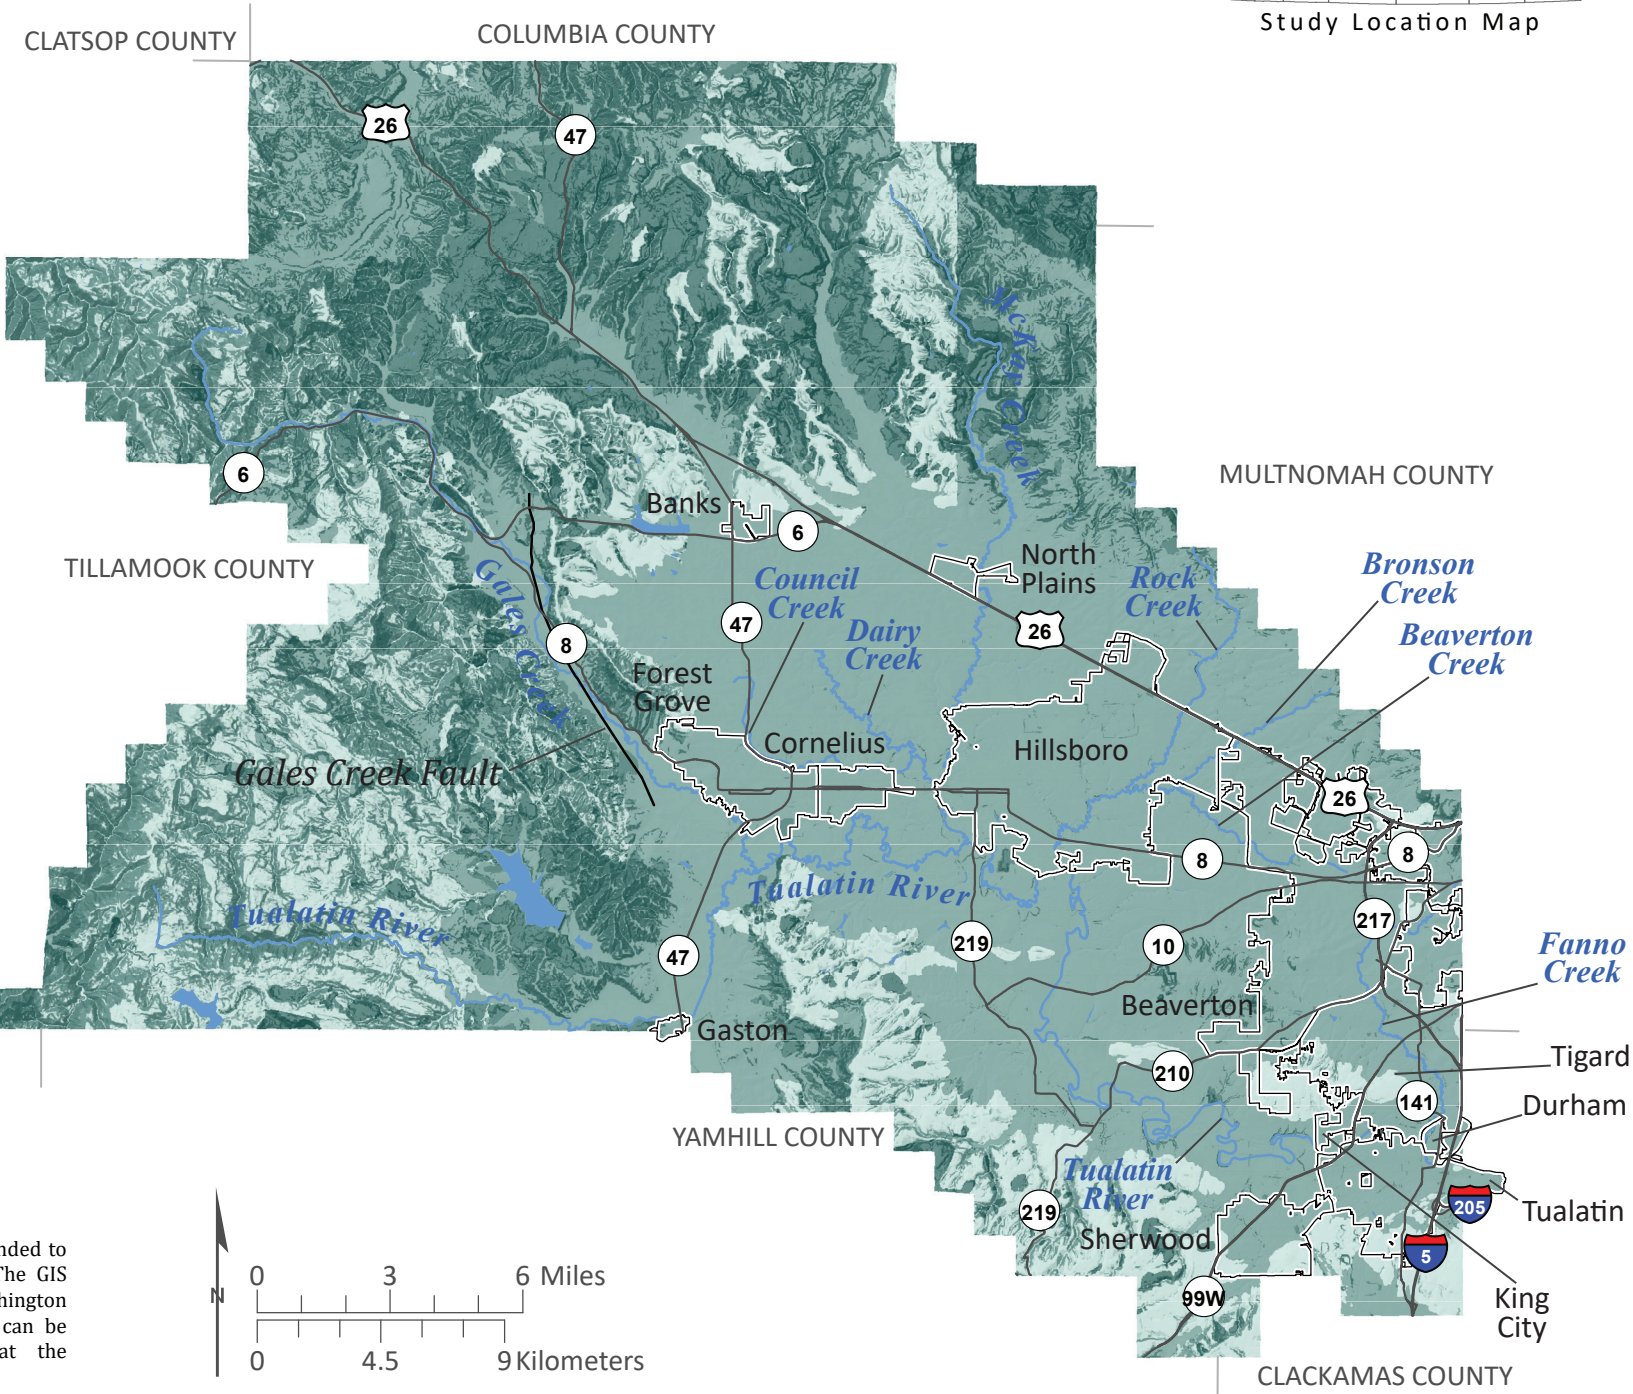 Study Location Map
CLATSOP COUNTY
COLUMBIA COUNTY
26
47
McKay Creek
6
MULTNOMAH COUNTY
Banks
6
TILLAMOOK COUNTY
North
Plains
Gales Creek
Council
Creek
Rock
Creek
Bronson
Creek
47
Dairy
Creek
26
Beaverton
Creek
8
Forest
Grove
Cornelius
Hillsboro
Gales Creek Fault
26
8
8
Tualatin River
Tualatin River
217
47
219
10
Fanno
Creek
Beaverton
Gaston
Tigard
210
141
Durham
YAMHILL COUNTY
Tualatin
River
219
Sherwood
205
Tualatin
5
99W
King
City
CLACKAMAS COUNTY
nded to
The GIS
hington
can be
at the
N
0 3 6 Miles
0 4.5 9 Kilometers